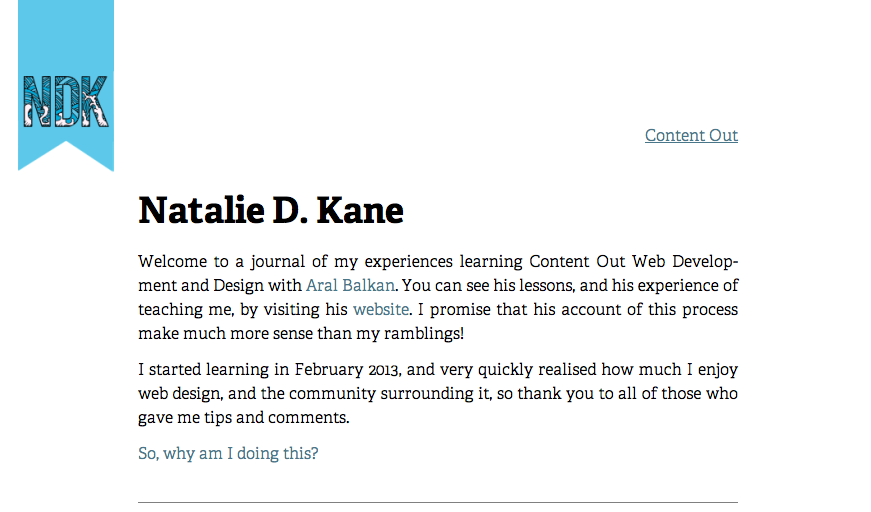 NDK
Content Out
Natalie D. Kane
Welcome to a journal of my experiences learning Content Out Web Develop-
ment and Design with Aral Balkan. You can see his lessons, and his experience of
teaching me, by visiting his website. I promise that his account of this process
make much more sense than my ramblings!
I started learning in February 2013, and very quickly realised how much I enjoy
web design, and the community surrounding it, so thank you to all of those who
gave me tips and comments.
So, why am I doing this?